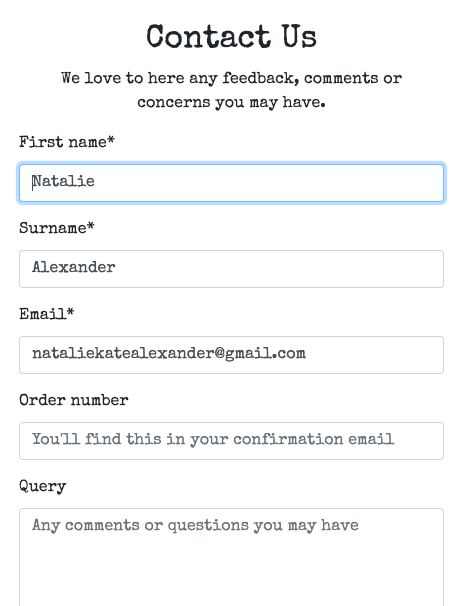 Contact Us
We love to here any feedback, comments or
concerns you may have.
First name*
Natalie
Surname*
Alexander
Email*
nataliekatealexander@gmail.com
Order number
You'll find this in your confirmation email
Query
Any comments or questions you may have